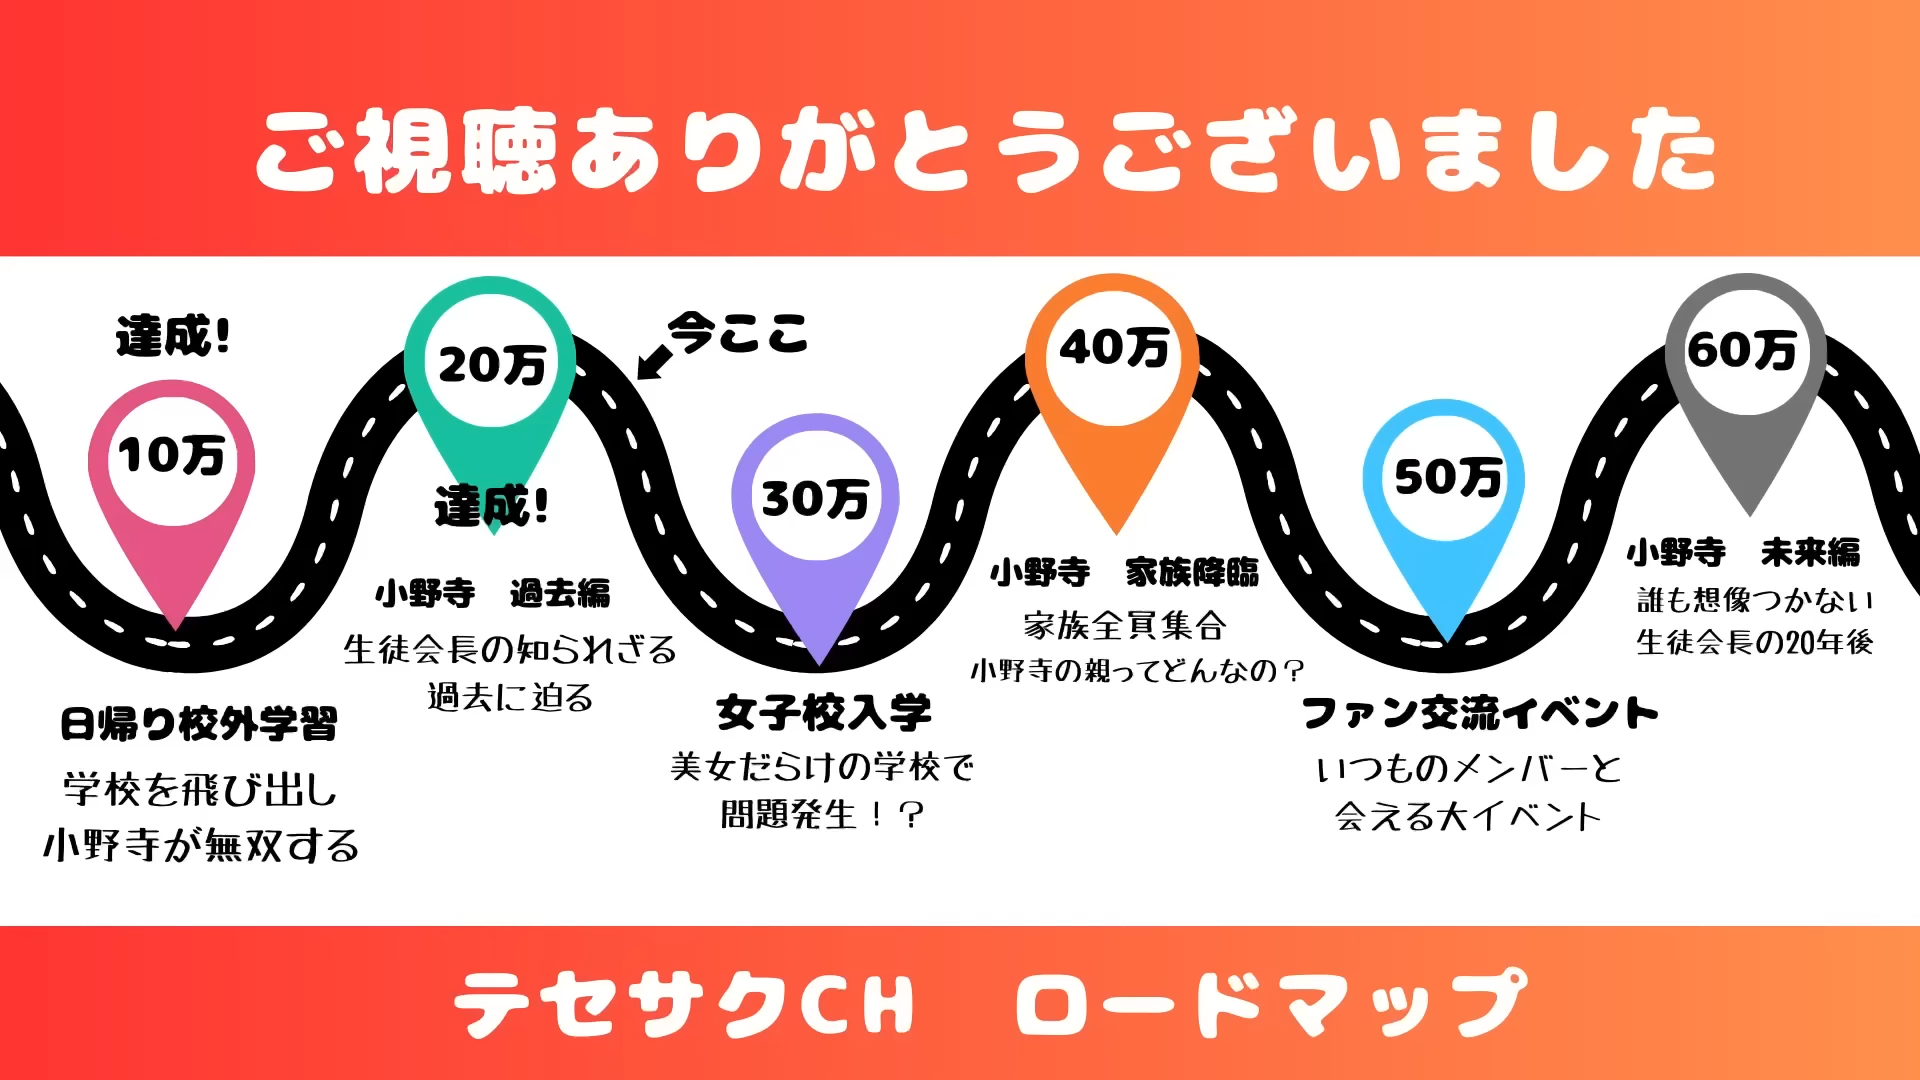 ご視聴ありがとうございました
達成!
10万
日帰り校外学習
学校を飛び出し
小野寺が無双する
20万
達成!
小野寺　過去編
生徒会長の知られざる
過去に迫る
今ここ
30万
女子校入学
美女だらけの学校で
問題発生！？
40万
小野寺　家族降臨
家族全員集合
小野寺の親ってどんなの？
50万
ファン交流イベント
いつものメンバーと
会える大イベント
60万
小野寺　未来編
誰も想像つかない
生徒会長の20年後
テセサクCH　ロードマップ